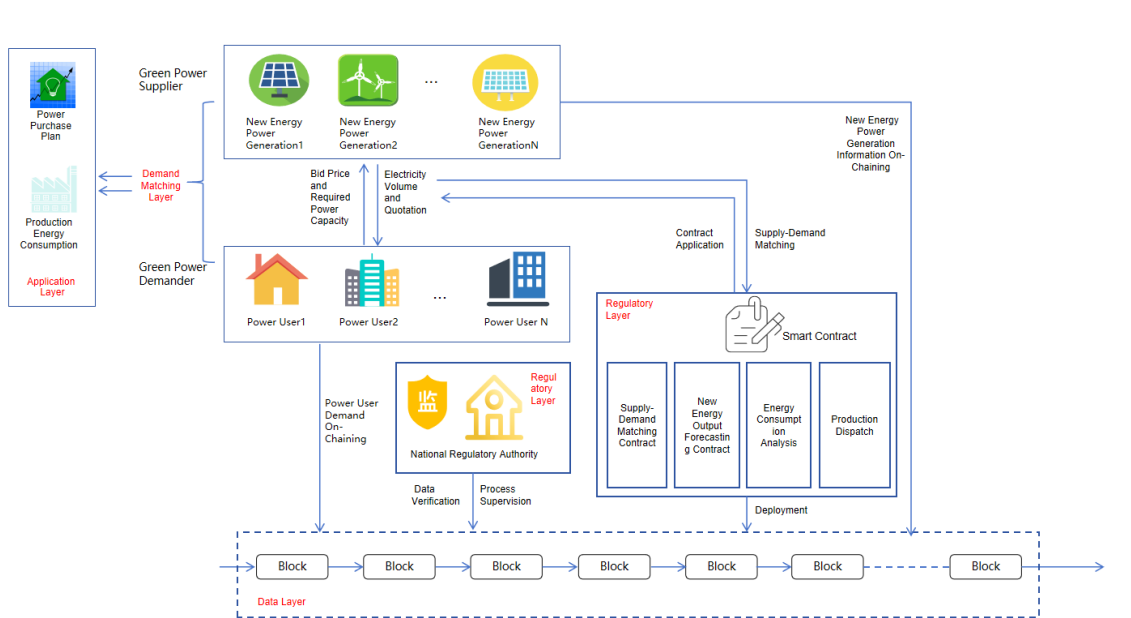 Power
Purchase
Plan
Production
Energy
Consumption
Application
Layer
Demand
Matching
Layer
Green Power
Supplier
Green Power
Demander
New Energy
Power
Generation1
New Energy
Power
Generation2
...
New Energy
Power
GenerationN
Bid Price
and
Required
Power
Capacity
Electricity
Volume
and
Quotation
New Energy
Power
Generation
Information On-
Chaining
Contract
Application
Supply-Demand
Matching
Power User1
Power User2
...
Power User N
Regulatory
Layer
Smart Contract
Supply-
Demand
Matching
Contract
New
Energy
Output
Forecastin
g Contract
Energy
Consumpt
ion
Analysis
Production
Dispatch
Power User
Demand
On-
Chaining
监
Regul
atory
Layer
National Regulatory Authority
Data
Verification
Process
Supervision
Deployment
Block
Block
Block
Block
Block
Block
Block
Data Layer